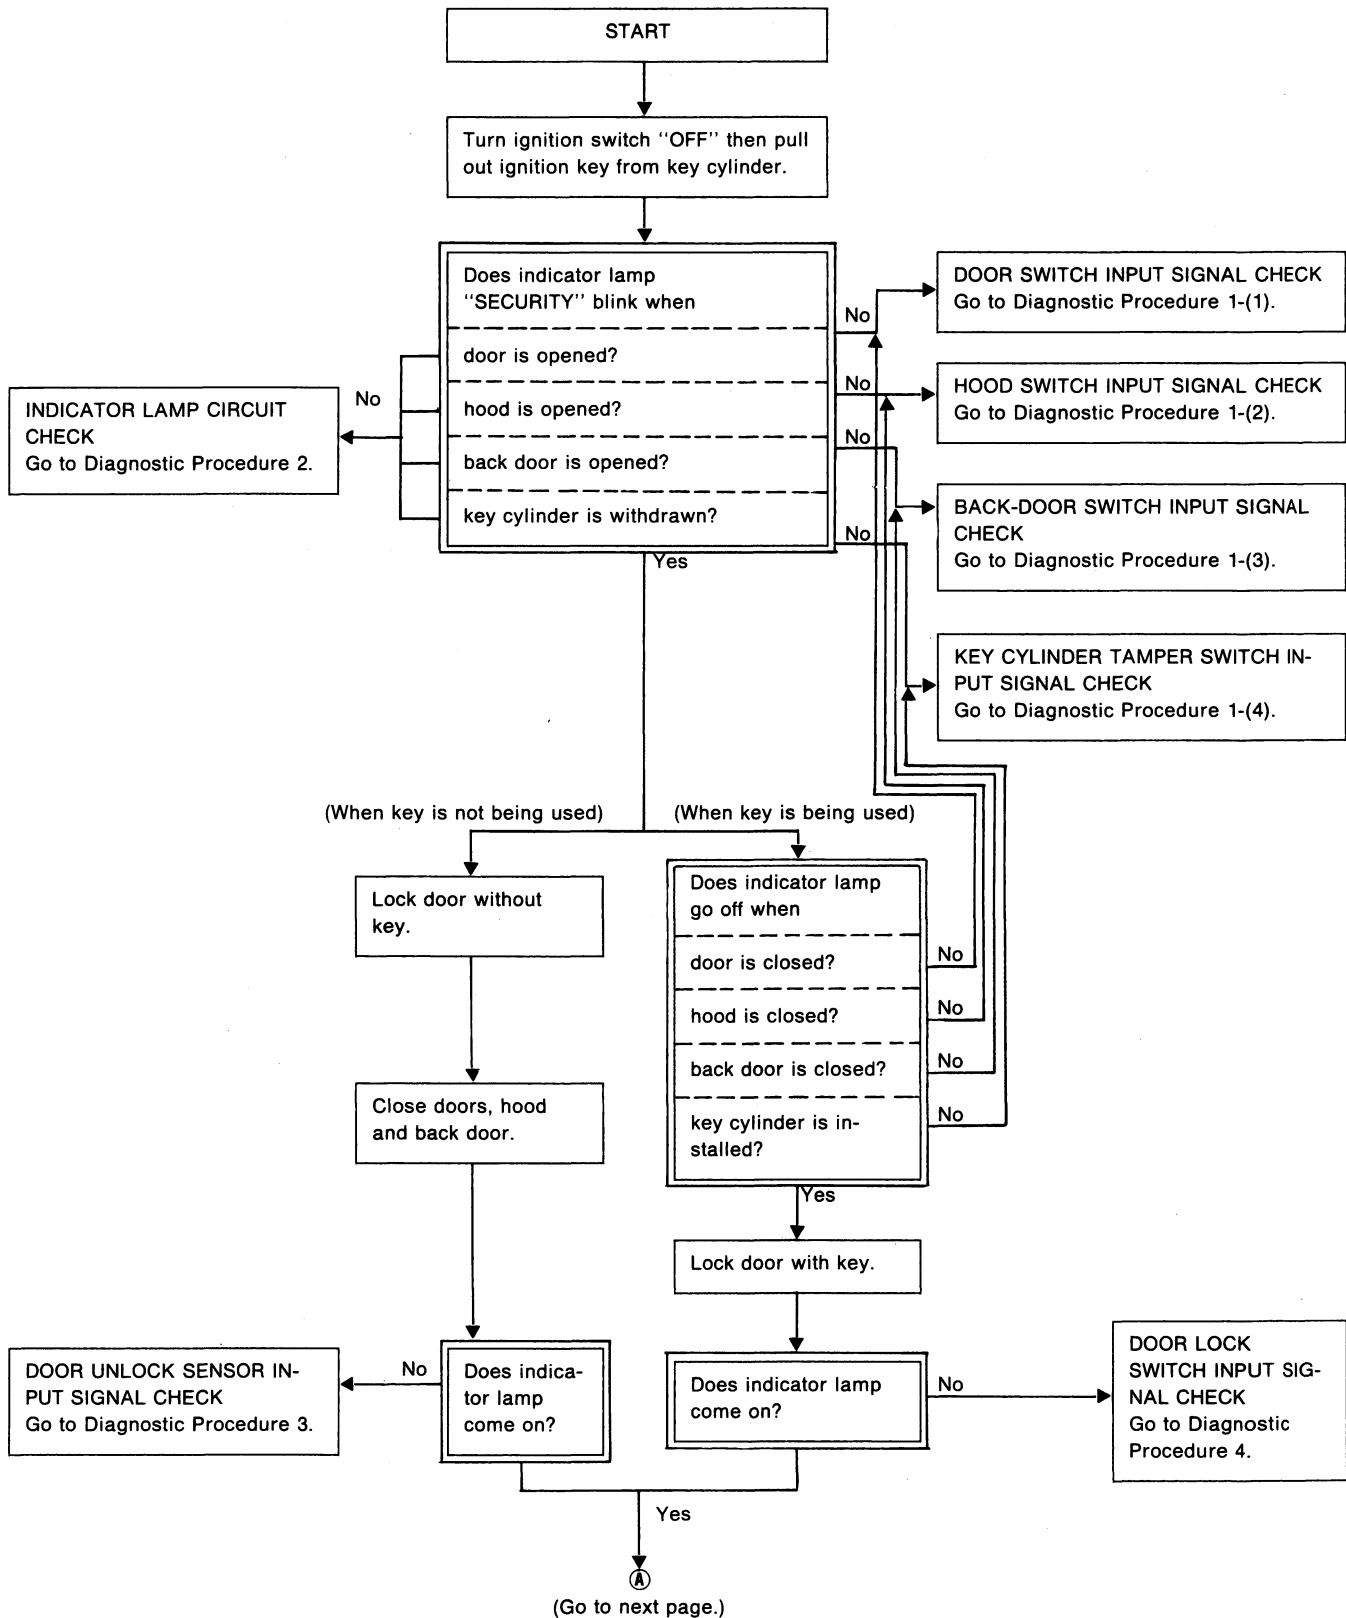 START
Turn ignition switch “OFF” then pull
out ignition key from key cylinder.
Does indicator lamp
“SECURITY” blink when
door is opened?
hood is opened?
back door is opened?
key cylinder is withdrawn?
No
INDICATOR LAMP CIRCUIT
CHECK
Go to Diagnostic Procedure 2.
No
DOOR SWITCH INPUT SIGNAL CHECK
Go to Diagnostic Procedure 1-(1).
No
HOOD SWITCH INPUT SIGNAL CHECK
Go to Diagnostic Procedure 1-(2).
No
BACK-DOOR SWITCH INPUT SIGNAL
CHECK
Go to Diagnostic Procedure 1-(3).
No
KEY CYLINDER TAMPER SWITCH IN-
PUT SIGNAL CHECK
Go to Diagnostic Procedure 1-(4).
Yes
(When key is not being used)
(When key is being used)
Lock door without
key.
Close doors, hood
and back door.
Does indicator lamp
go off when
door is closed?
No
hood is closed?
No
back door is closed?
No
key cylinder is in-
stalled?
No
Yes
Lock door with key.
DOOR UNLOCK SENSOR IN-
PUT SIGNAL CHECK
Go to Diagnostic Procedure 3.
No
Does indica-
tor lamp
come on?
Does indicator lamp
come on?
No
DOOR LOCK
SWITCH INPUT SIG-
NAL CHECK
Go to Diagnostic
Procedure 4.
Yes
A
(Go to next page.)